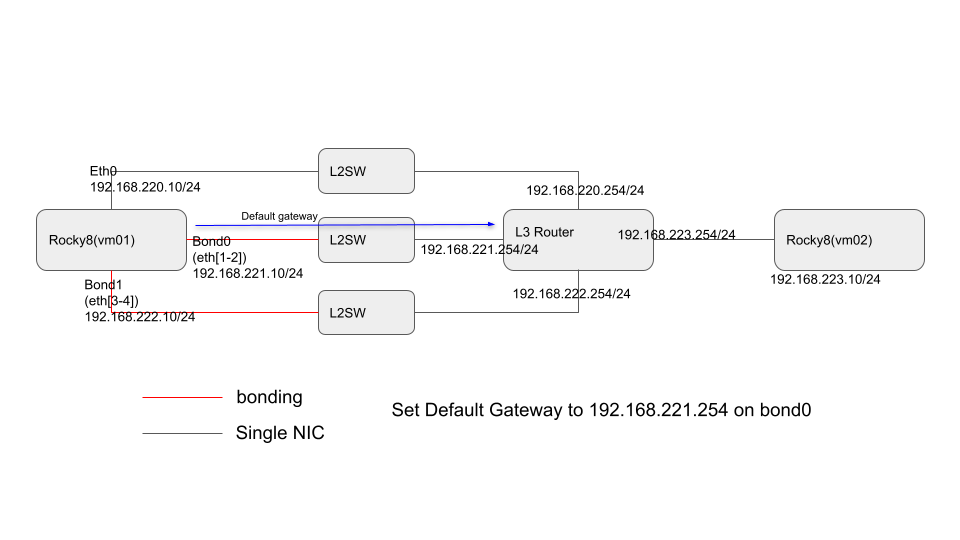 Eth0
192.168.220.10/24
L2SW
192.168.220.254/24
Rocky8(vm01)
Default gateway
Bond0
(eth[1-2])
192.168.221.10/24
L2SW
192.168.221.254/24
L3 Router
192.168.223.254/24
Rocky8(vm02)
192.168.223.10/24
Bond1
(eth[3-4])
192.168.222.10/24
L2SW
192.168.222.254/24
bonding
Single NIC
Set Default Gateway to 192.168.221.254 on bond0